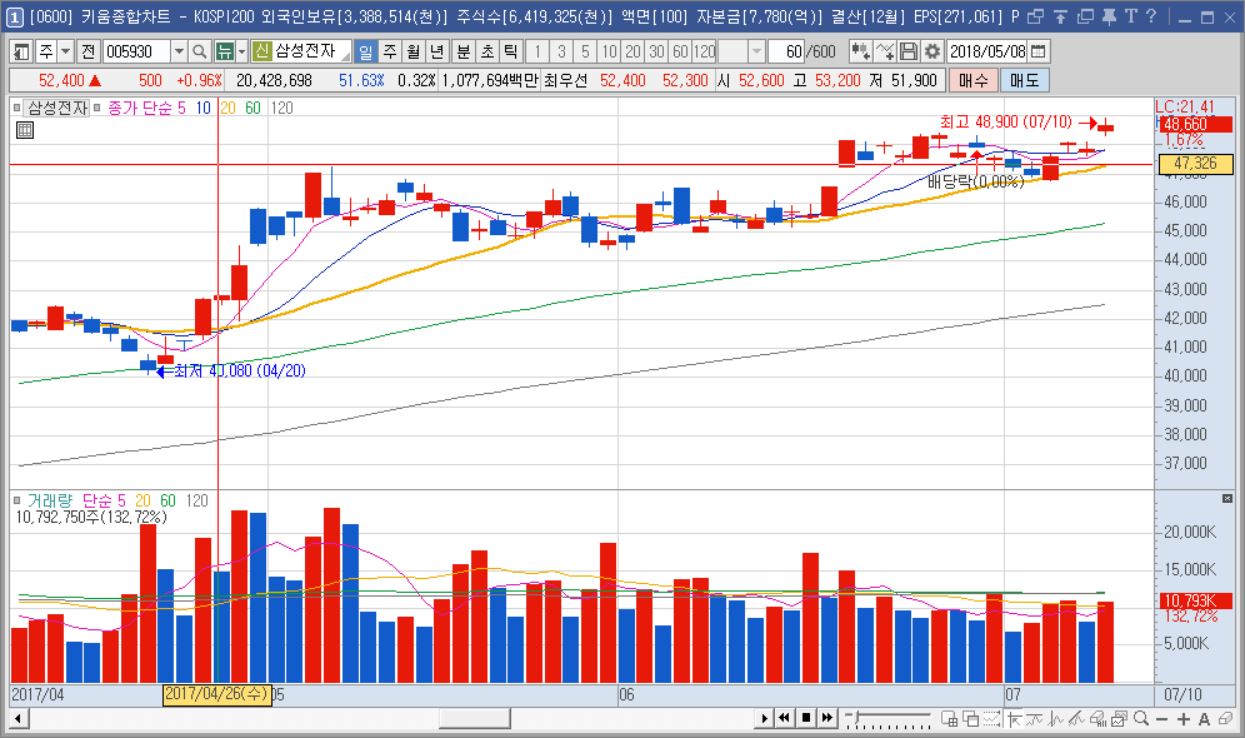 1 [0600] 키움종합차트 - KOSPI200 외국인보유[3,388,514(천)] 주식수[6,419,325(천)] 액면[100] 자본금[7,780(억)] 결산[12월] EPS[271,061] P
주 전 005930 뉴 신 삼성전자 일 주 월 년 분 초 틱 1 3 5 10 20 30 60 120 60 /600 2018/05/08
52,400 ▲ 500 +0.96% 20,428,698 51.63% 0.32% 1,077,694백만 최우선 52,400 52,300 시 52,600 고 53,200 저 51,900 매수 매도
삼성전자 종가 단순 5 10 20 60 120
LC:21,41
최고 48,900 (07/10)
48,660
1.67%
47,326
배당락(0,00%)
46,000
45,000
44,000
43,000
42,000
41,000
최저 40,080 (04/20)
40,000
39,000
38,000
37,000
거래량 단순 5 20 60 120
10,792,750주(132,72%)
20,000K
15,000K
10,793K
132,72%
5,000K
2017/04 2017/04/26(수) 05 06 07 07/10